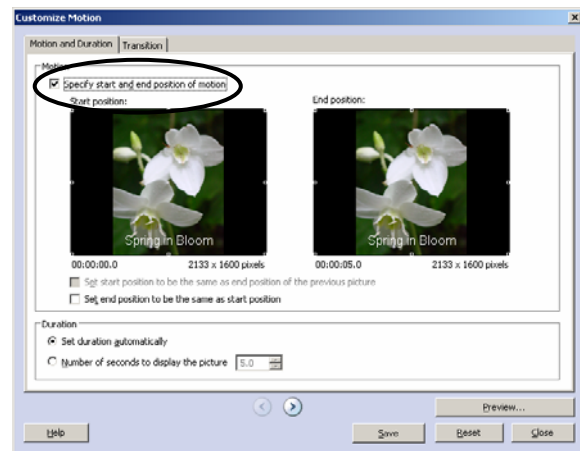 Customize Motion
Motion and Duration Transition
Motion
Specify start and end position of motion
Start position: End position:
Spring in Bloom Spring in Bloom
00:00:00.0 2133 x 1600 pixels 00:00:05.0 2133 x 1600 pixels
Set start position to be the same as end position of the previous picture
Set end position to be the same as start position
Duration
Set duration automatically
Number of seconds to display the picture 5.0
Preview...
Help Save Reset Close